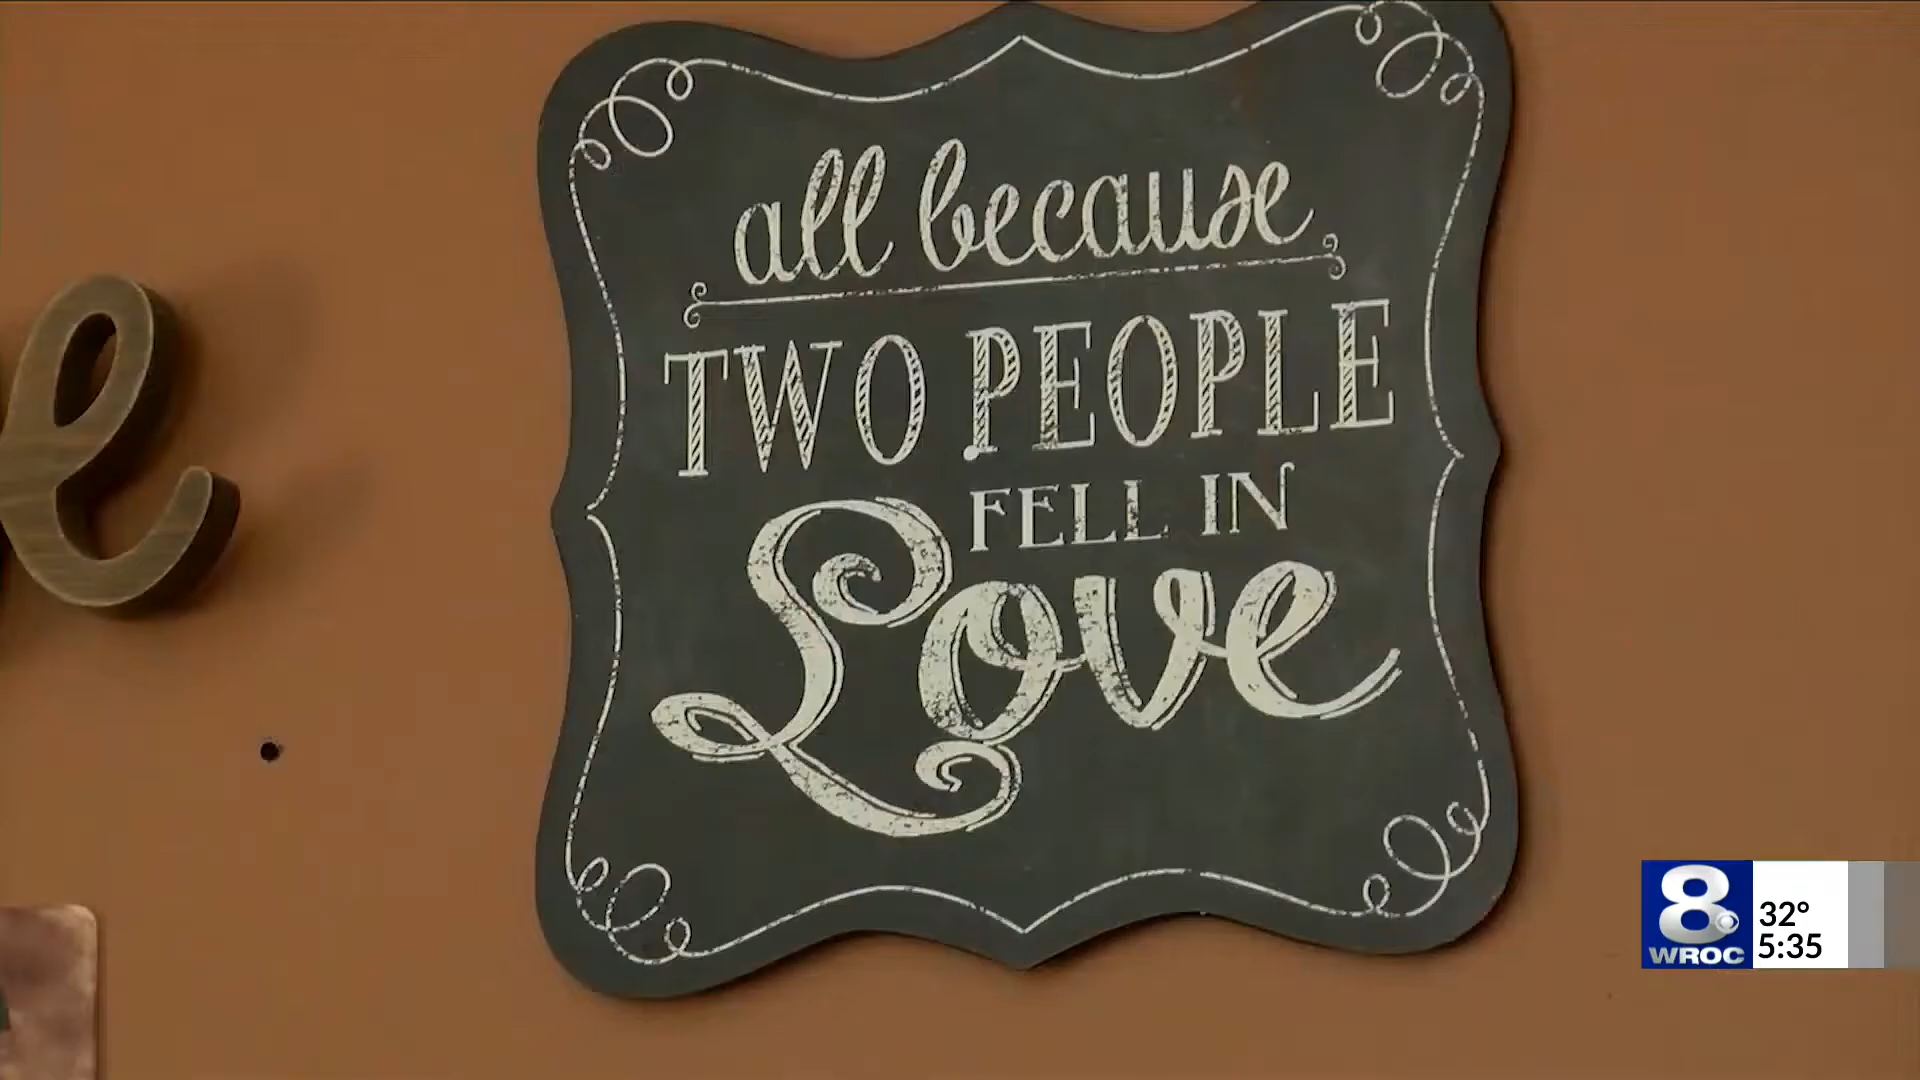 all because
TWO PEOPLE
FELL IN
Love
e
8
WROC
32°
5:35